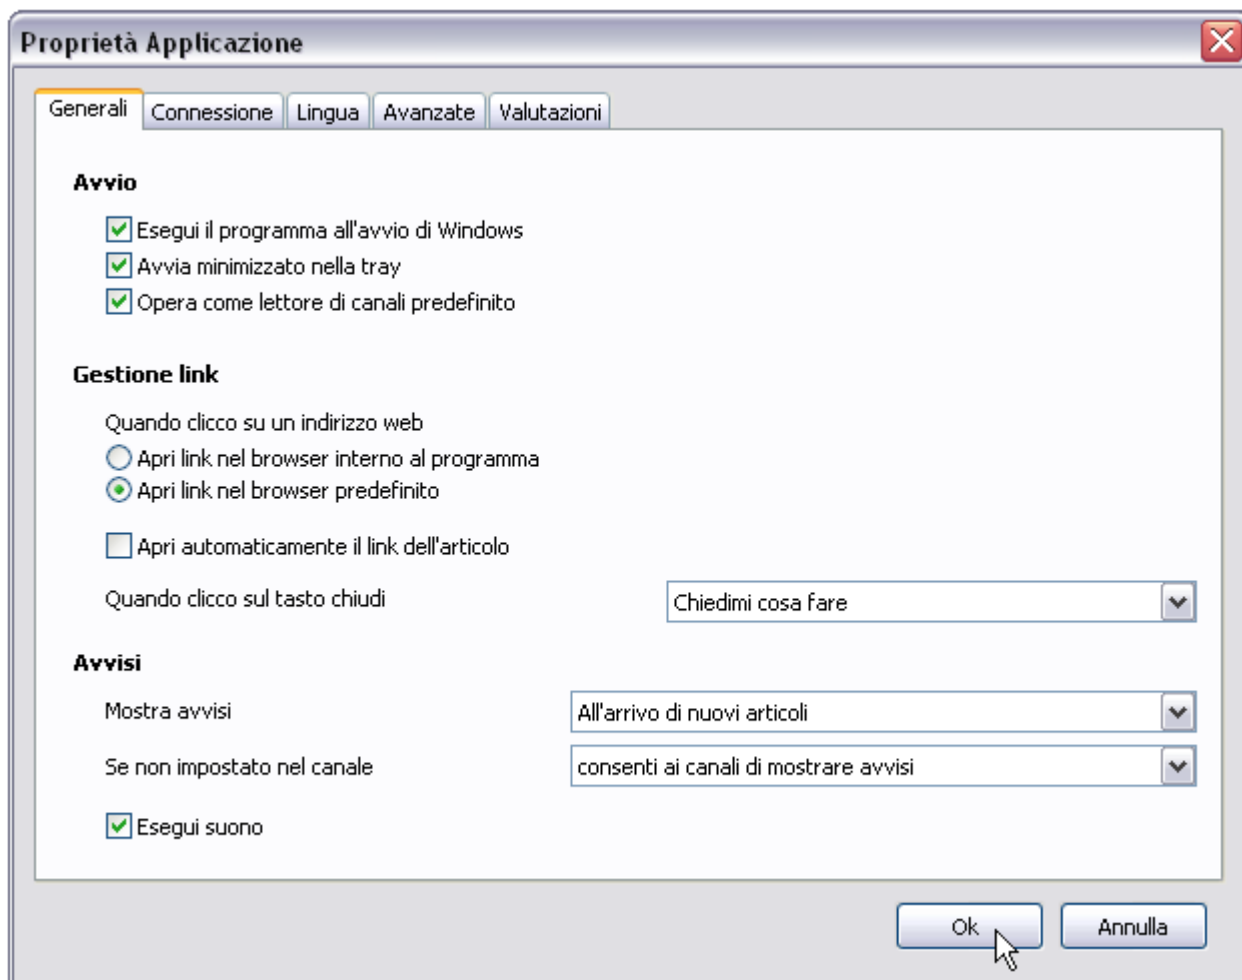 Proprietà Applicazione
Generali Connessione Lingua Avanzate Valutazioni
Avvio
Esegui il programma all'avvio di Windows
Avvia minimizzato nella tray
Opera come lettore di canali predefinito
Gestione link
Quando clicco su un indirizzo web
Apri link nel browser interno al programma
Apri link nel browser predefinito
Apri automaticamente il link dell'articolo
Quando clicco sul tasto chiudi Chiedimi cosa fare
Avvisi
Mostra avvisi All'arrivo di nuovi articoli
Se non impostato nel canale consenti ai canali di mostrare avvisi
Esegui suono
Ok Annulla